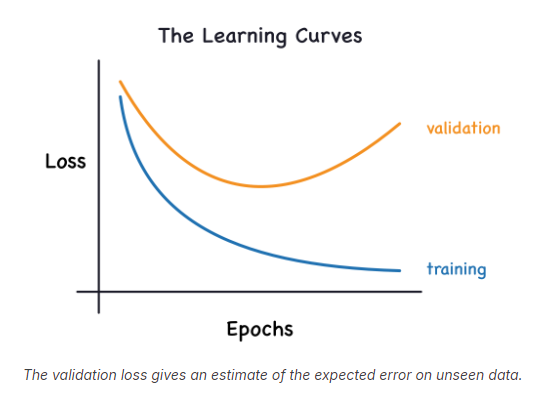 The Learning Curves
validation
Loss
training
Epochs
The validation loss gives an estimate of the expected error on unseen data.